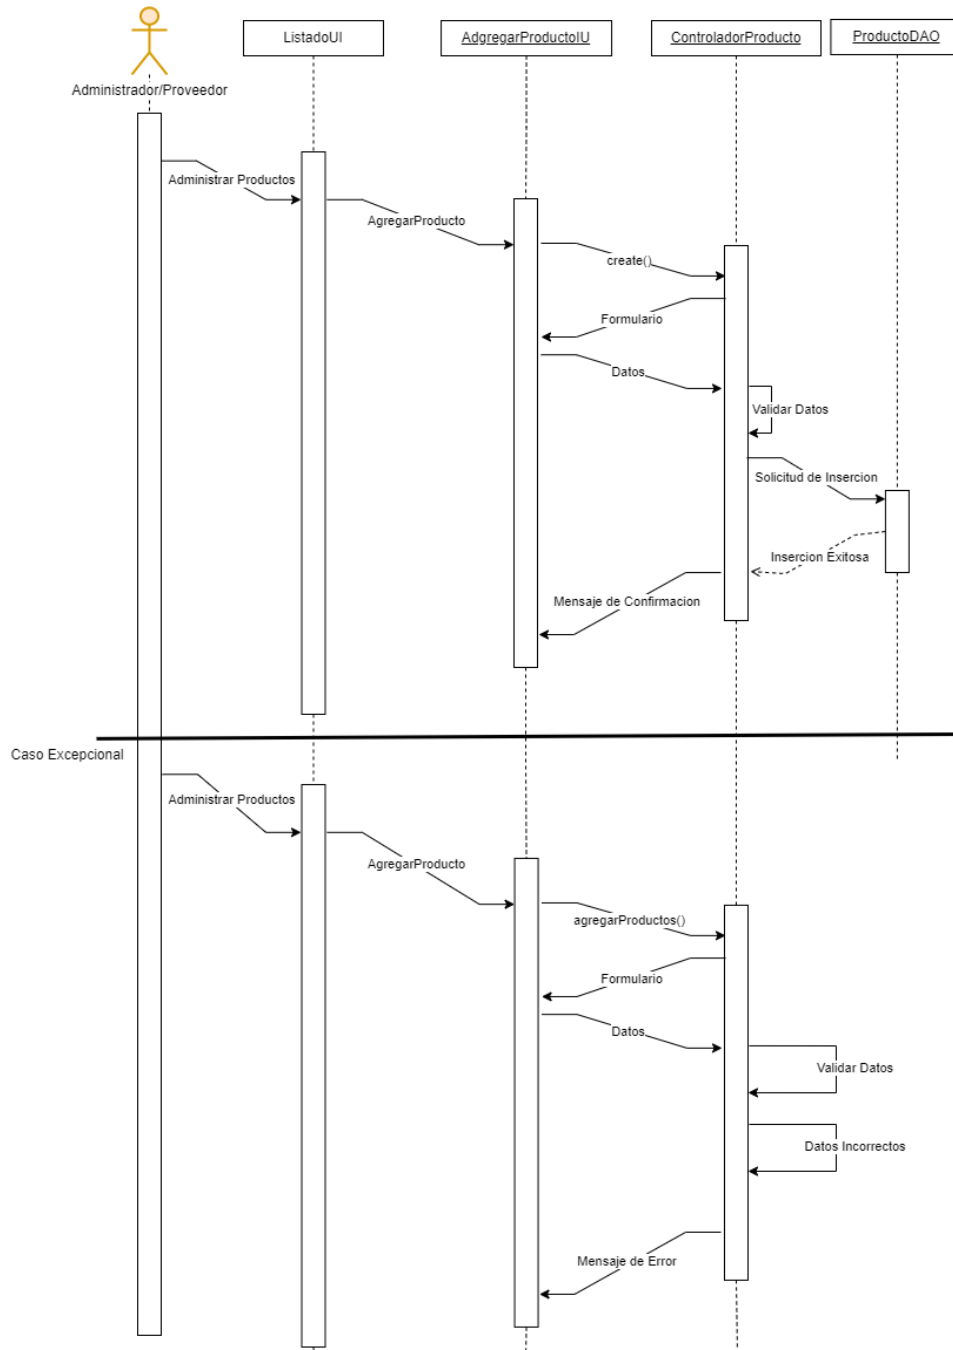 ListadoUI
AdgregarProductoIU
ControladorProducto
ProductoDAO
Administrador/Proveedor
Administrar Productos
AgregarProducto
create()
Formulario
Datos
Validar Datos
Solicitud de Insercion
Insercion Exitosa
Mensaje de Confirmacion
Caso Excepcional
Administrar Productos
AgregarProducto
agregarProductos()
Formulario
Datos
Validar Datos
Datos Incorrectos
Mensaje de Error